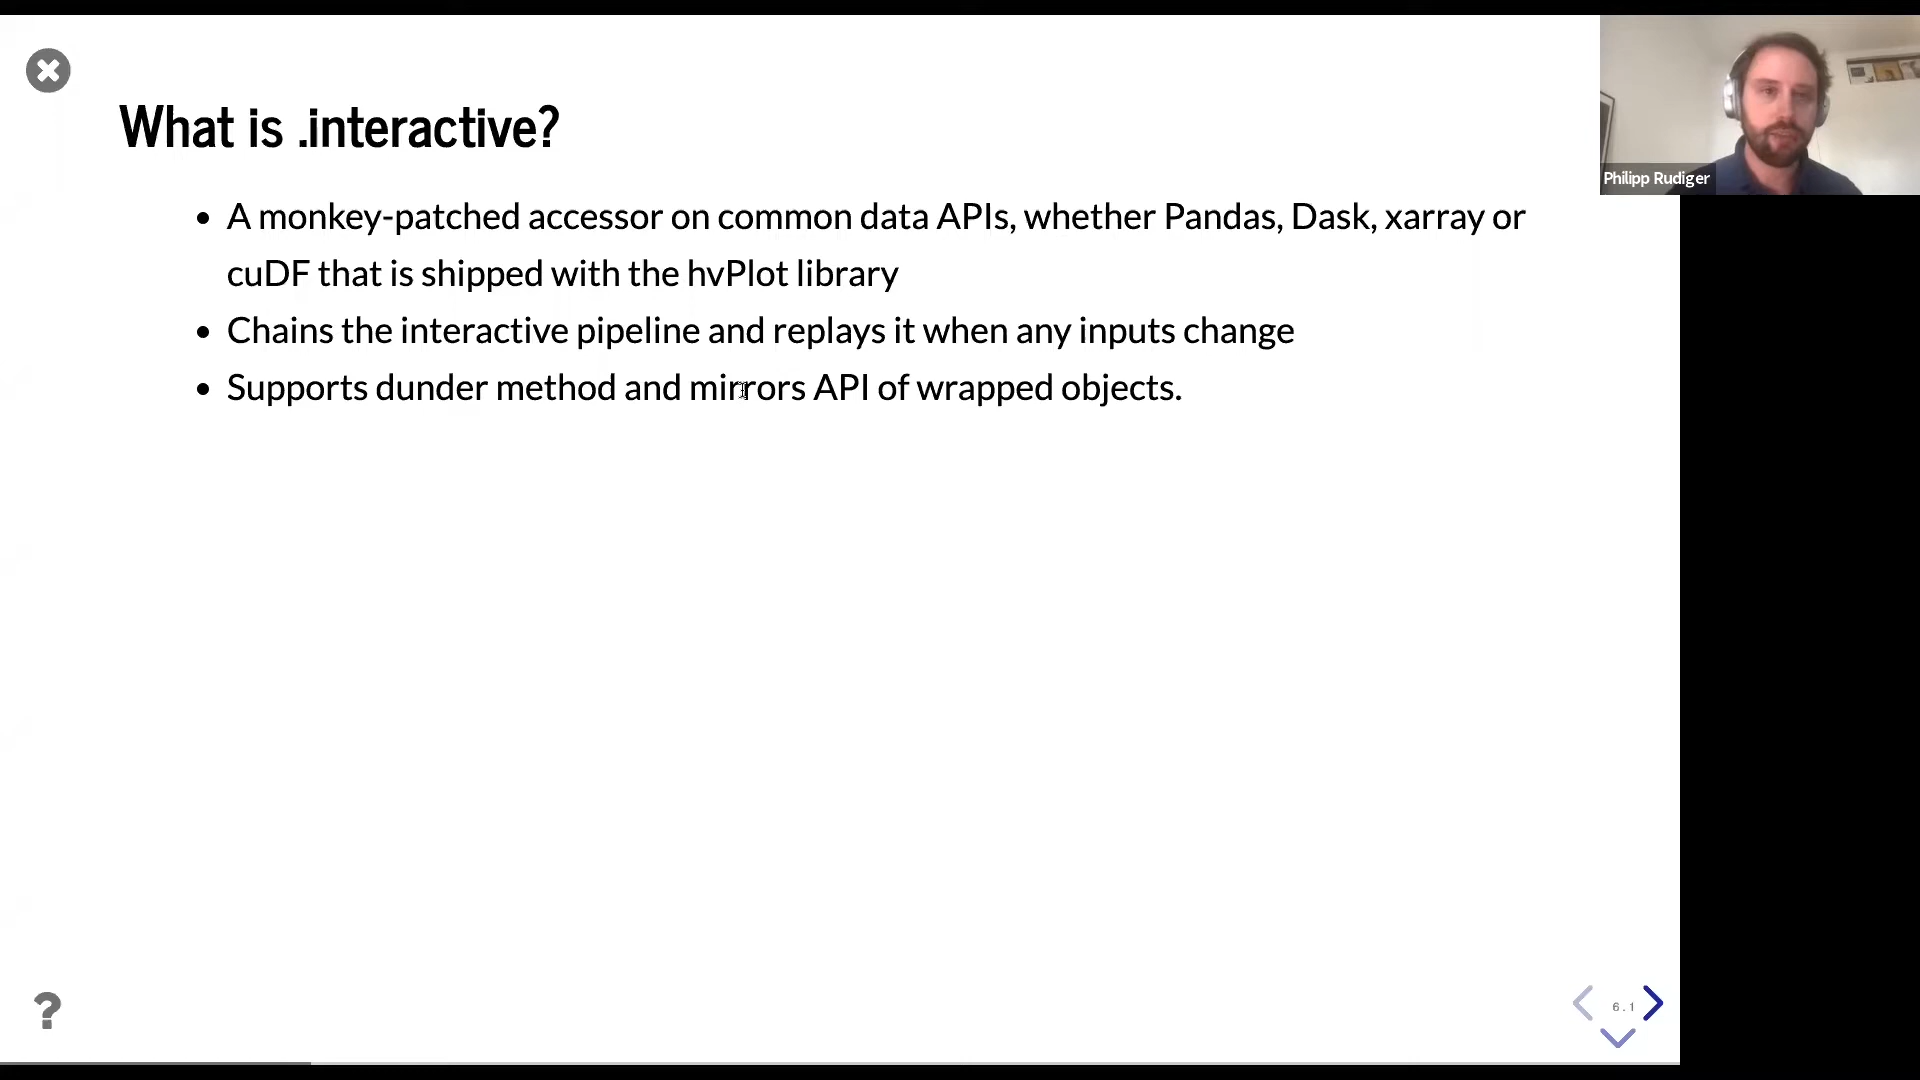 What is .interactive?
Philipp Rudiger
• A monkey-patched accessor on common data APIs, whether Pandas, Dask, xarray or
cuDF that is shipped with the hvPlot library
• Chains the interactive pipeline and replays it when any inputs change
• Supports dunder method and mirrors API of wrapped objects.
?
6.1